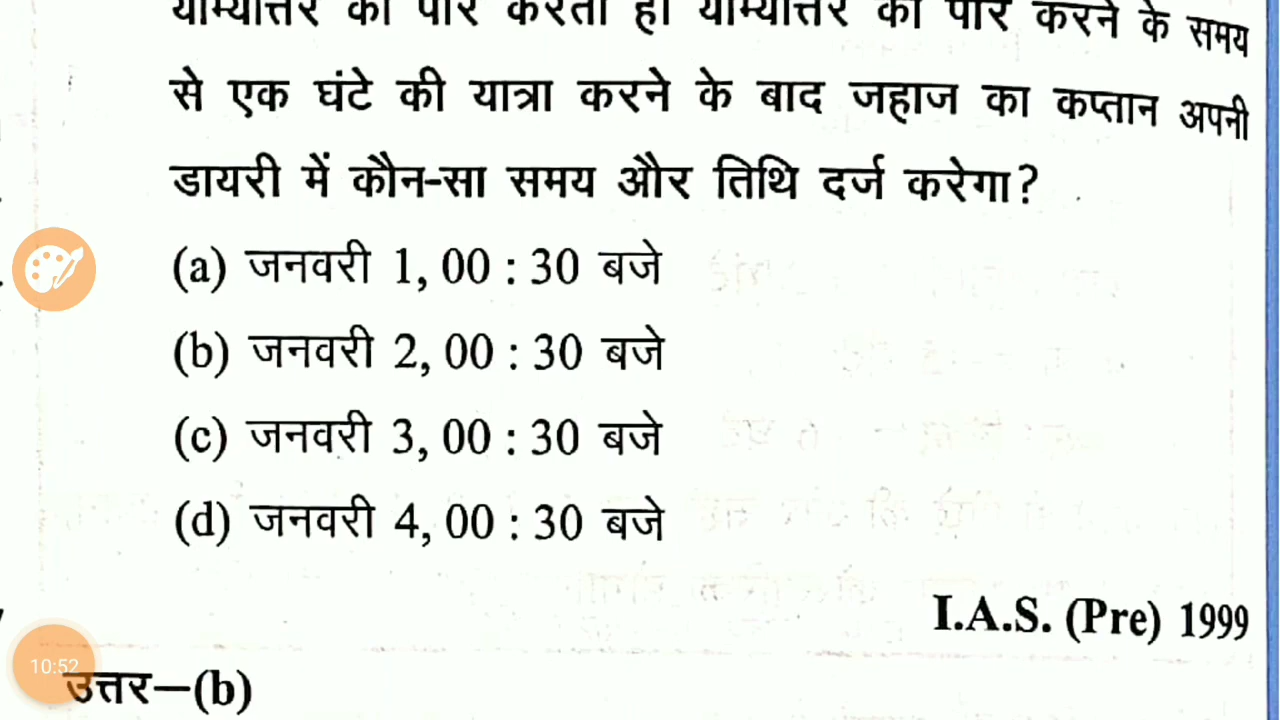 याम्योत्तर को पार करता है। याम्योत्तर को पार करने के समय
से एक घंटे की यात्रा करने के बाद जहाज का कप्तान अपनी
डायरी में कौन-सा समय और तिथि दर्ज करेगा?
(a) जनवरी 1, 00 : 30 बजे
(b) जनवरी 2, 00 : 30 बजे
(c) जनवरी 3, 00 : 30 बजे
(d) जनवरी 4, 00 : 30 बजे
I.A.S. (Pre) 1999
10:52
उत्तर–(b)